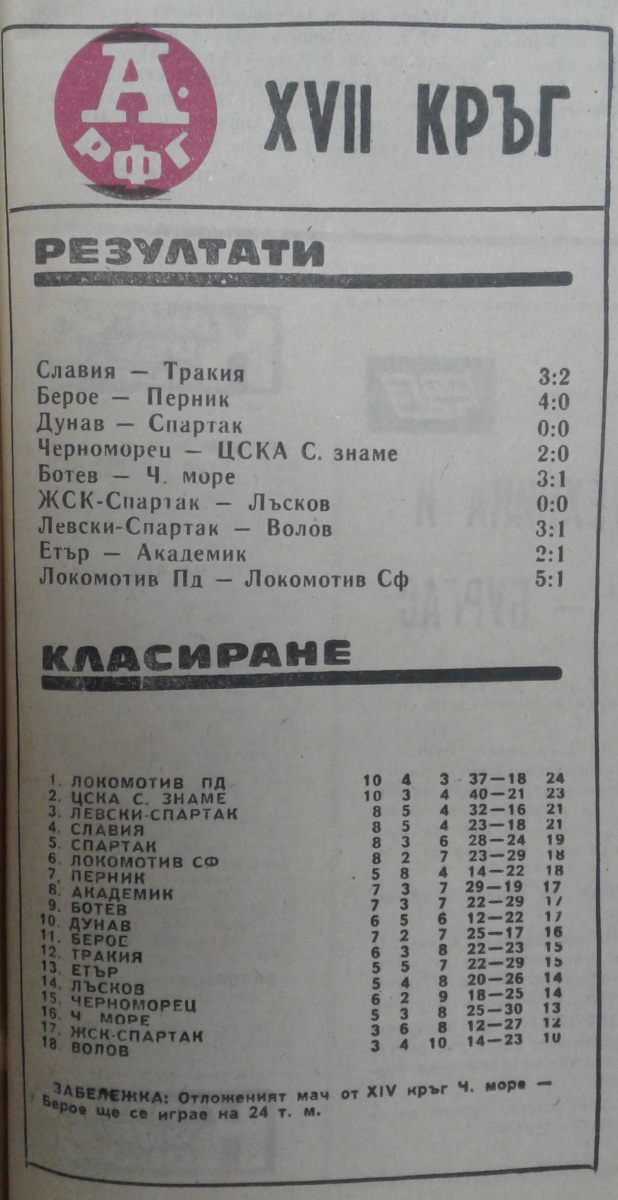 А.
РФГ
XVII КРЪГ
РЕЗУЛТАТИ
Славия — Тракия 3:2
Берое — Перник 4:0
Дунав — Спартак 0:0
Черноморец — ЦСКА С. знаме 2:0
Ботев — Ч. море 3:1
ЖСК-Спартак — Лъсков 0:0
Левски-Спартак — Волов 3:1
Етър — Академик 2:1
Локомотив Пд — Локомотив Сф 5:1
КЛАСИРАНЕ
1. ЛОКОМОТИВ ПД 10 4 3 37—18 24
2. ЦСКА С. ЗНАМЕ 10 3 4 40—21 23
3. ЛЕВСКИ-СПАРТАК 8 5 4 32—16 21
4. СЛАВИЯ 8 5 4 23—18 21
5. СПАРТАК 8 3 6 28—24 19
6. ЛОКОМОТИВ СФ 8 2 7 23—29 18
7. ПЕРНИК 5 8 4 14—22 18
8. АКАДЕМИК 7 3 7 29—19 17
9. БОТЕВ 7 3 7 22—29 17
10. ДУНАВ 6 5 6 12—22 17
11. БЕРОЕ 7 2 7 25—17 16
12. ТРАКИЯ 6 3 8 22—23 15
13. ЕТЪР 5 5 7 22—29 15
14. ЛЪСКОВ 5 4 8 20—26 14
15. ЧЕРНОМОРЕЦ 6 2 9 18—25 14
16. Ч. МОРЕ 5 3 8 25—30 13
17. ЖСК-СПАРТАК 3 6 8 12—27 12
18. ВОЛОВ 3 4 10 14—23 10
ЗАБЕЛЕЖКА: Отложеният мач от XIV кръг Ч. море —
Берое ще се играе на 24 т. м.